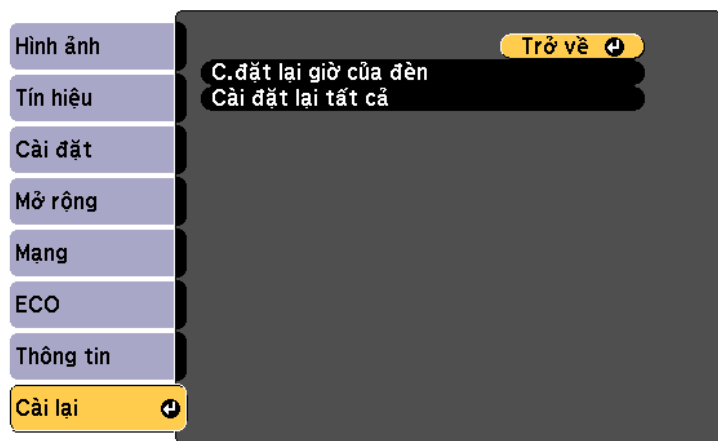 Hình ảnh
Tín hiệu
Cài đặt
Mở rộng
Mạng
ECO
Thông tin
Cài lại
Trở về
C.đặt lại giờ của đèn
Cài đặt lại tất cả